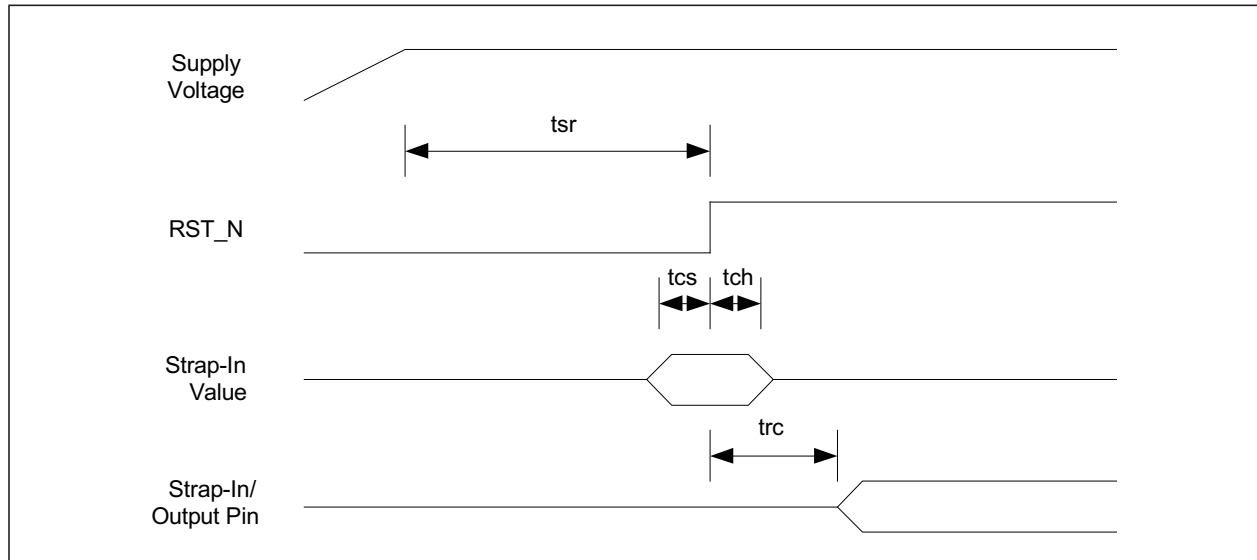 Supply
Voltage
tsr
RST_N
tcs tch
Strap-In
Value
trc
Strap-In/
Output Pin